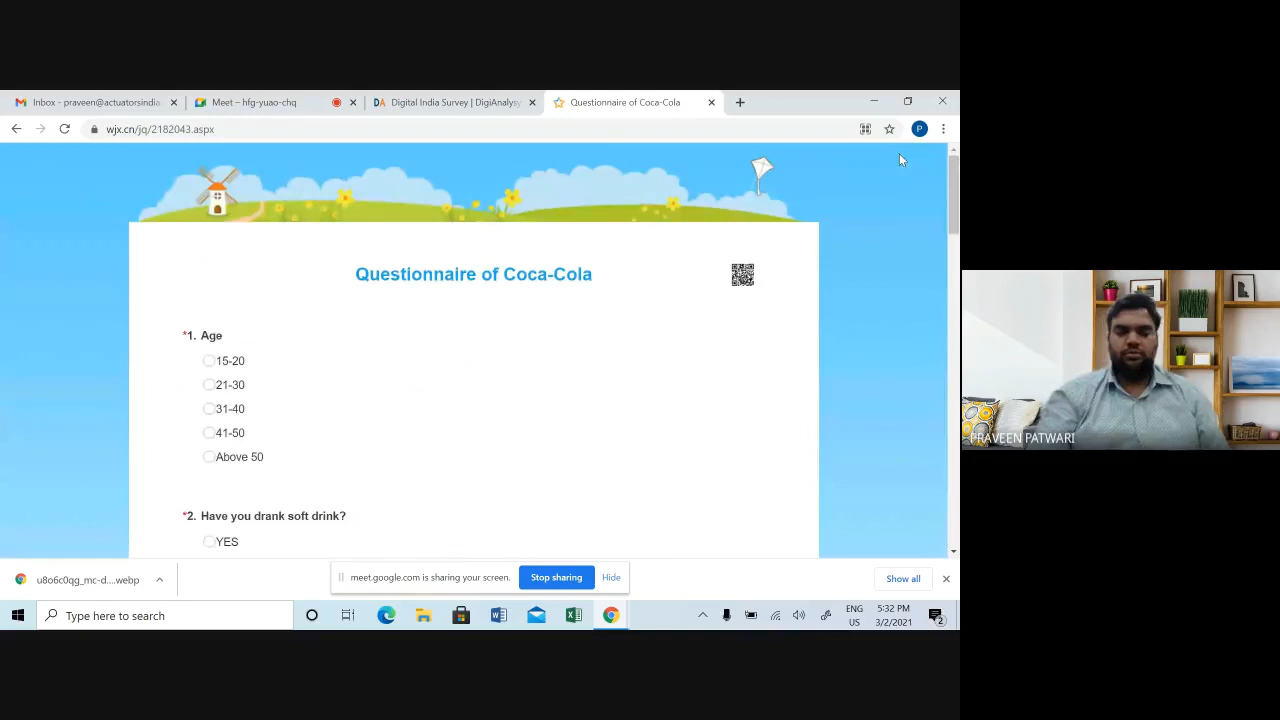 Inbox - praveen@actuatorsindia
Meet – hfg-yuao-chq
DA Digital India Survey | DigiAnalysy
Questionnaire of Coca-Cola
wjx.cn/jq/2182043.aspx
P
Questionnaire of Coca-Cola
*1. Age
15-20
21-30
31-40
41-50
Above 50
*2. Have you drank soft drink?
YES
PRAVEEN PATWARI
u8o6c0qg_mc-d....webp
meet.google.com is sharing your screen.
Stop sharing
Hide
Show all
Type here to search
ENG
US
5:32 PM
3/2/2021
2